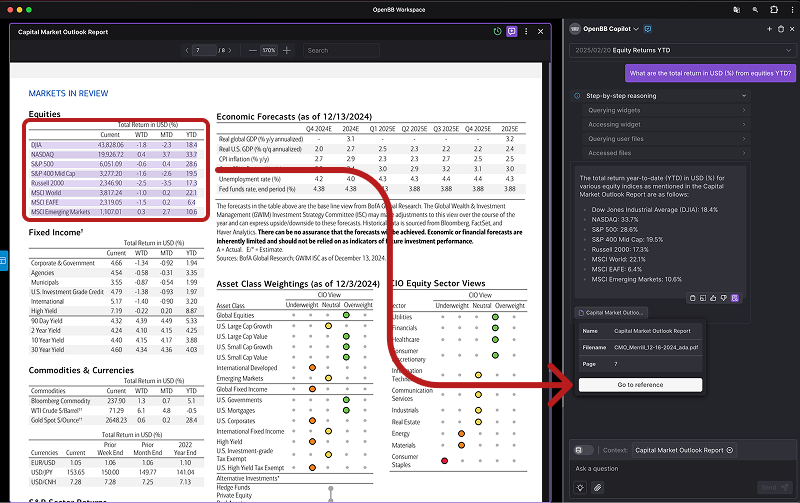 OpenBB Workspace
Capital Market Outlook Report
7 / 8
170%
Search
MARKETS IN REVIEW
Equities
Total Return in USD (%)
Current WTD MTD YTD
DJIA 43,828.06 -1.8 -2.3 18.4
NASDAQ 19,926.72 0.4 3.7 33.7
S&P 500 6,051.09 -0.6 0.4 28.6
S&P 400 Mid Cap 3,277.20 -1.6 -2.6 19.5
Russell 2000 2,346.90 -2.5 -3.5 17.3
MSCI World 3,817.24 -1.0 0.2 22.1
MSCI EAFE 2,319.05 -1.5 0.2 6.4
MSCI Emerging Markets 1,107.01 0.3 2.7 10.6
Fixed Income†
Total Return in USD (%)
Current WTD MTD YTD
Corporate & Government 4.66 -1.34 -0.92 1.94
Agencies 4.54 -0.58 -0.31 3.35
Municipals 3.55 -0.87 -0.54 1.99
U.S. Investment Grade Credit 4.79 -1.38 -0.93 1.97
International 5.17 -1.40 -0.90 3.20
High Yield 7.19 -0.22 0.20 8.87
90 Day Yield 4.32 4.39 4.49 5.33
2 Year Yield 4.24 4.10 4.15 4.25
10 Year Yield 4.40 4.15 4.17 3.88
30 Year Yield 4.60 4.34 4.36 4.03
Commodities & Currencies
Total Return in USD (%)
Commodities Current WTD MTD YTD
Bloomberg Commodity 237.90 1.3 0.7 5.1
WTI Crude $/Barrel†† 71.29 6.1 4.8 -0.5
Gold Spot $/Ounce†† 2648.23 0.6 0.2 28.4
Total Return in USD (%)
Currencies Current Prior Week End Prior Month End 2022 Year End
EUR/USD 1.05 1.06 1.06 1.10
USD/JPY 153.65 150.00 149.77 141.04
USD/CNH 7.28 7.28 7.25 7.13
S&P Sector Returns
Economic Forecasts (as of 12/13/2024)
Q4 2024E 2024E Q1 2025E Q2 2025E Q3 2025E Q4 2025E 2025E
Real global GDP (% y/y annualized) - 3.1 3.2
Real U.S. GDP (% q/q annualized) 2.0 2.7 2.5 2.3 2.2 2.2 2.4
CPI inflation (% y/y) 2.7 2.9 2.3 2.3 2.7 2.5 2.5
3.0 2.9 3.2 3.1 3.0
Unemployment rate (%) 4.2 4.0 4.3 4.4 4.4 4.3
Fed funds rate, end period (%) 4.38 4.38 3.88 3.88 3.88
The forecasts in the table above are the base line view from BofA Global Research. The Global Wealth & Investment
Management (GWIM) Investment Strategy Committee (ISC) may make adjustments to this view over the course of the
year and can express upside/downside to these forecasts. Historical data is sourced from Bloomberg, FactSet, and
Haver Analytics. There can be no assurance that the forecasts will be achieved. Economic or financial forecasts are
inherently limited and should not be relied on as indicators of future investment performance.
A = Actual. E/* = Estimate.
Sources: BofA Global Research; GWIM ISC as of December 13, 2024.
Asset Class Weightings (as of 12/3/2024)
CIO View
Asset Class Underweight Neutral Overweight
Global Equities
U.S. Large Cap Growth
U.S. Large Cap Value
U.S. Small Cap Growth
U.S. Small Cap Value
International Developed
Emerging Markets
Global Fixed Income
U.S. Governments
U.S. Mortgages
U.S. Corporates
International Fixed Income
High Yield
U.S. Investment-grade
Tax Exempt
U.S. High Yield Tax Exempt
Alternative Investments*
Hedge Funds
Private Equity
CIO Equity Sector Views
CIO View
Sector Underweight Neutral Overweight
Utilities
Financials
Healthcare
Consumer
Discretionary
Information
Communication
Services
Industrials
Real Estate
Energy
Materials
Consumer
Staples
OpenBB Copilot
2025/02/20 Equity Returns YTD
What are the total return in USD (%) from equities YTD?
Step-by-step reasoning
Querying widgets
Accessing widget
Querying user files
Accessed files
The total return year-to-date (YTD) in USD (%) for
various equity indices as mentioned in the Capital
Market Outlook Report are as follows:
• Dow Jones Industrial Average (DJIA): 18.4%
• NASDAQ: 33.7%
• S&P 500: 28.6%
• S&P 400 Mid Cap: 19.5%
• Russell 2000: 17.3%
• MSCI World: 22.1%
• MSCI EAFE: 6.4%
• MSCI Emerging Markets: 10.6%
Capital Market Outloo...
Name Capital Market Outlook Report
Filename CMO_Merrill_12-16-2024_ada.pdf
Page 7
Go to reference
Context: Capital Market Outlook Report
Ask a question
Send